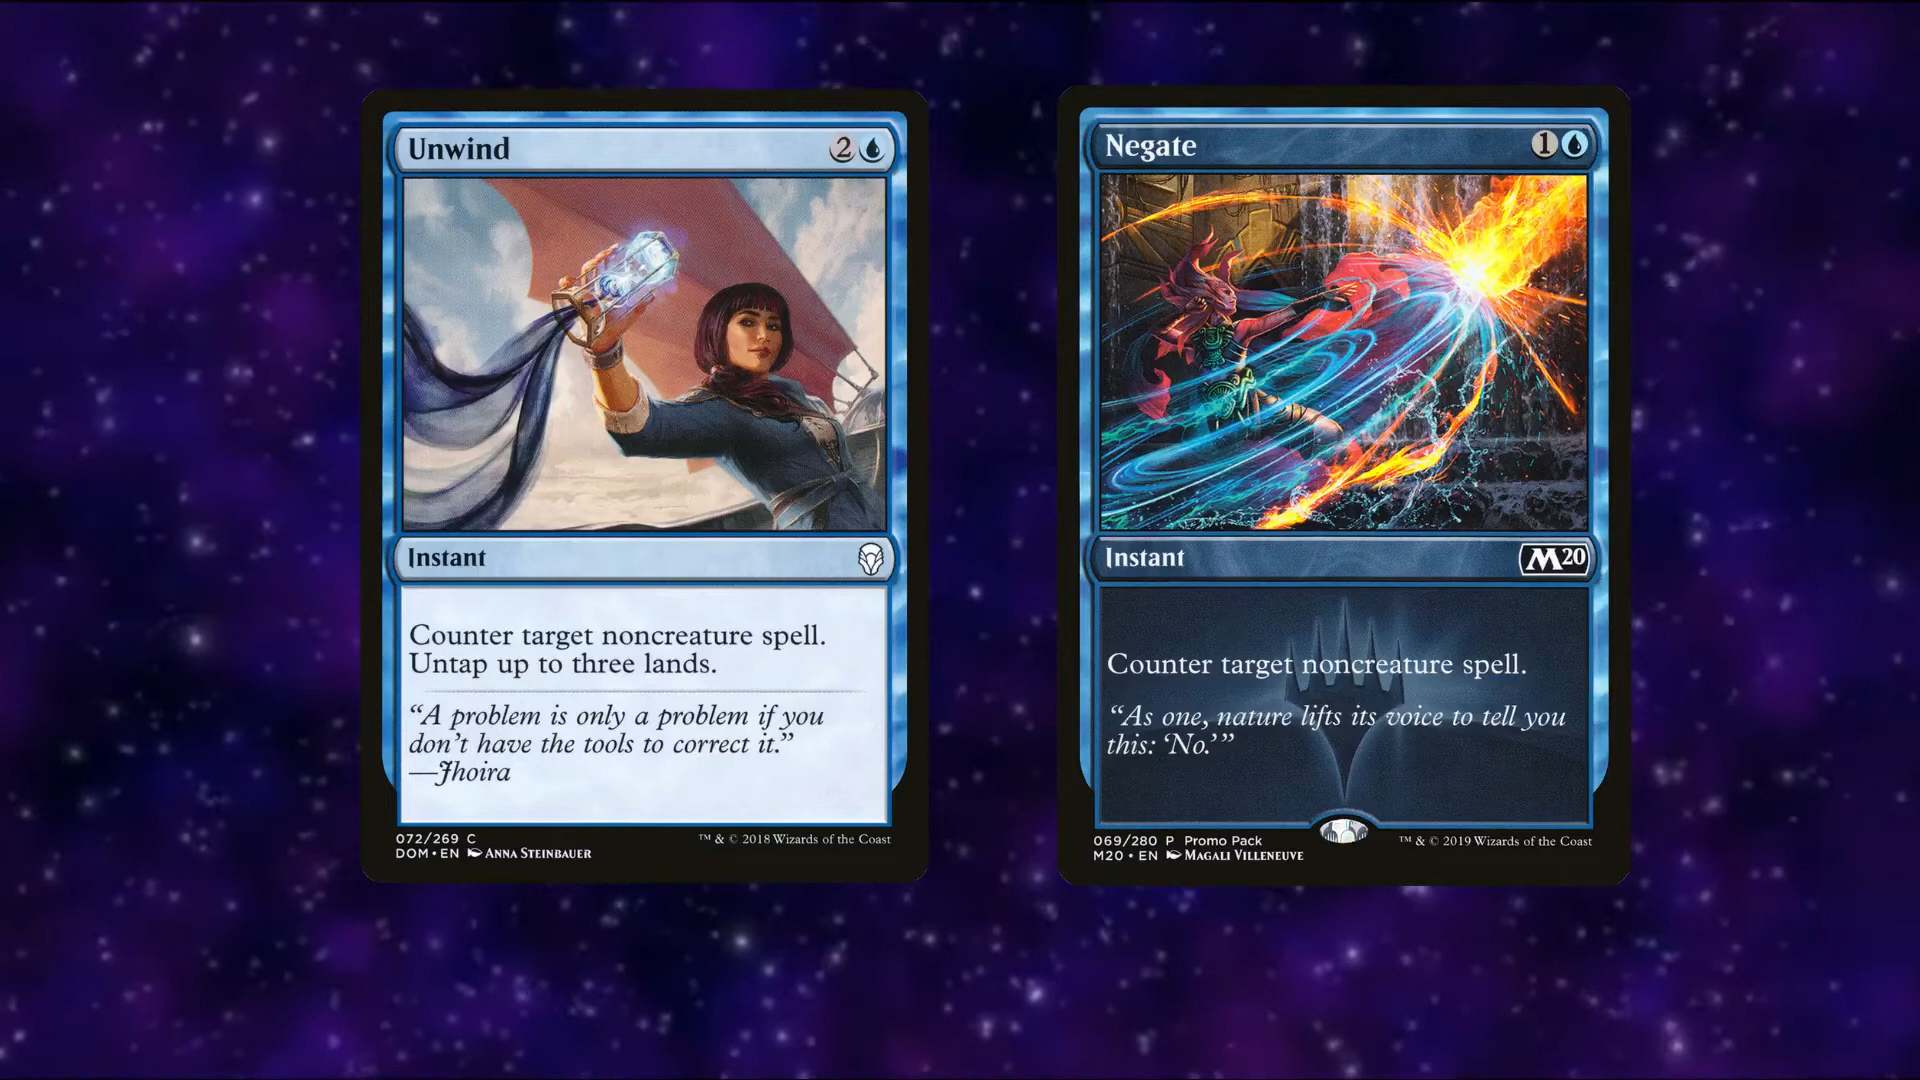 Unwind
2
Instant
Counter target noncreature spell.
Untap up to three lands.
“A problem is only a problem if you
don’t have the tools to correct it.”
—Jhoira
072/269 C
DOM • EN ANNA STEINBAUER
™ & © 2018 Wizards of the Coast
Negate
1
Instant
M20
Counter target noncreature spell.
“As one, nature lifts its voice to tell you
this: ‘No.’”
069/280 P Promo Pack
M20 • EN MAGALI VILLENEUVE
™ & © 2019 Wizards of the Coast